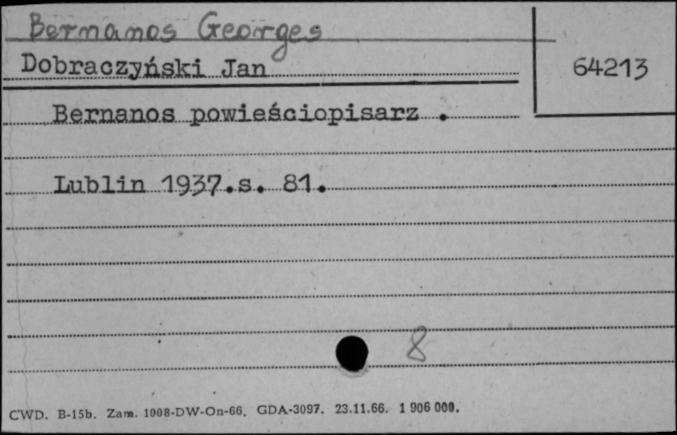 Bernanos Georges
Dobraczyński Jan
64213
Bernanos powieściopisarz .
Lublin 1937.s. 81.
8
CWD. B-15b. Zam. 1008-DW-On-66. GDA-3097. 23.11.66. 1 906 000.